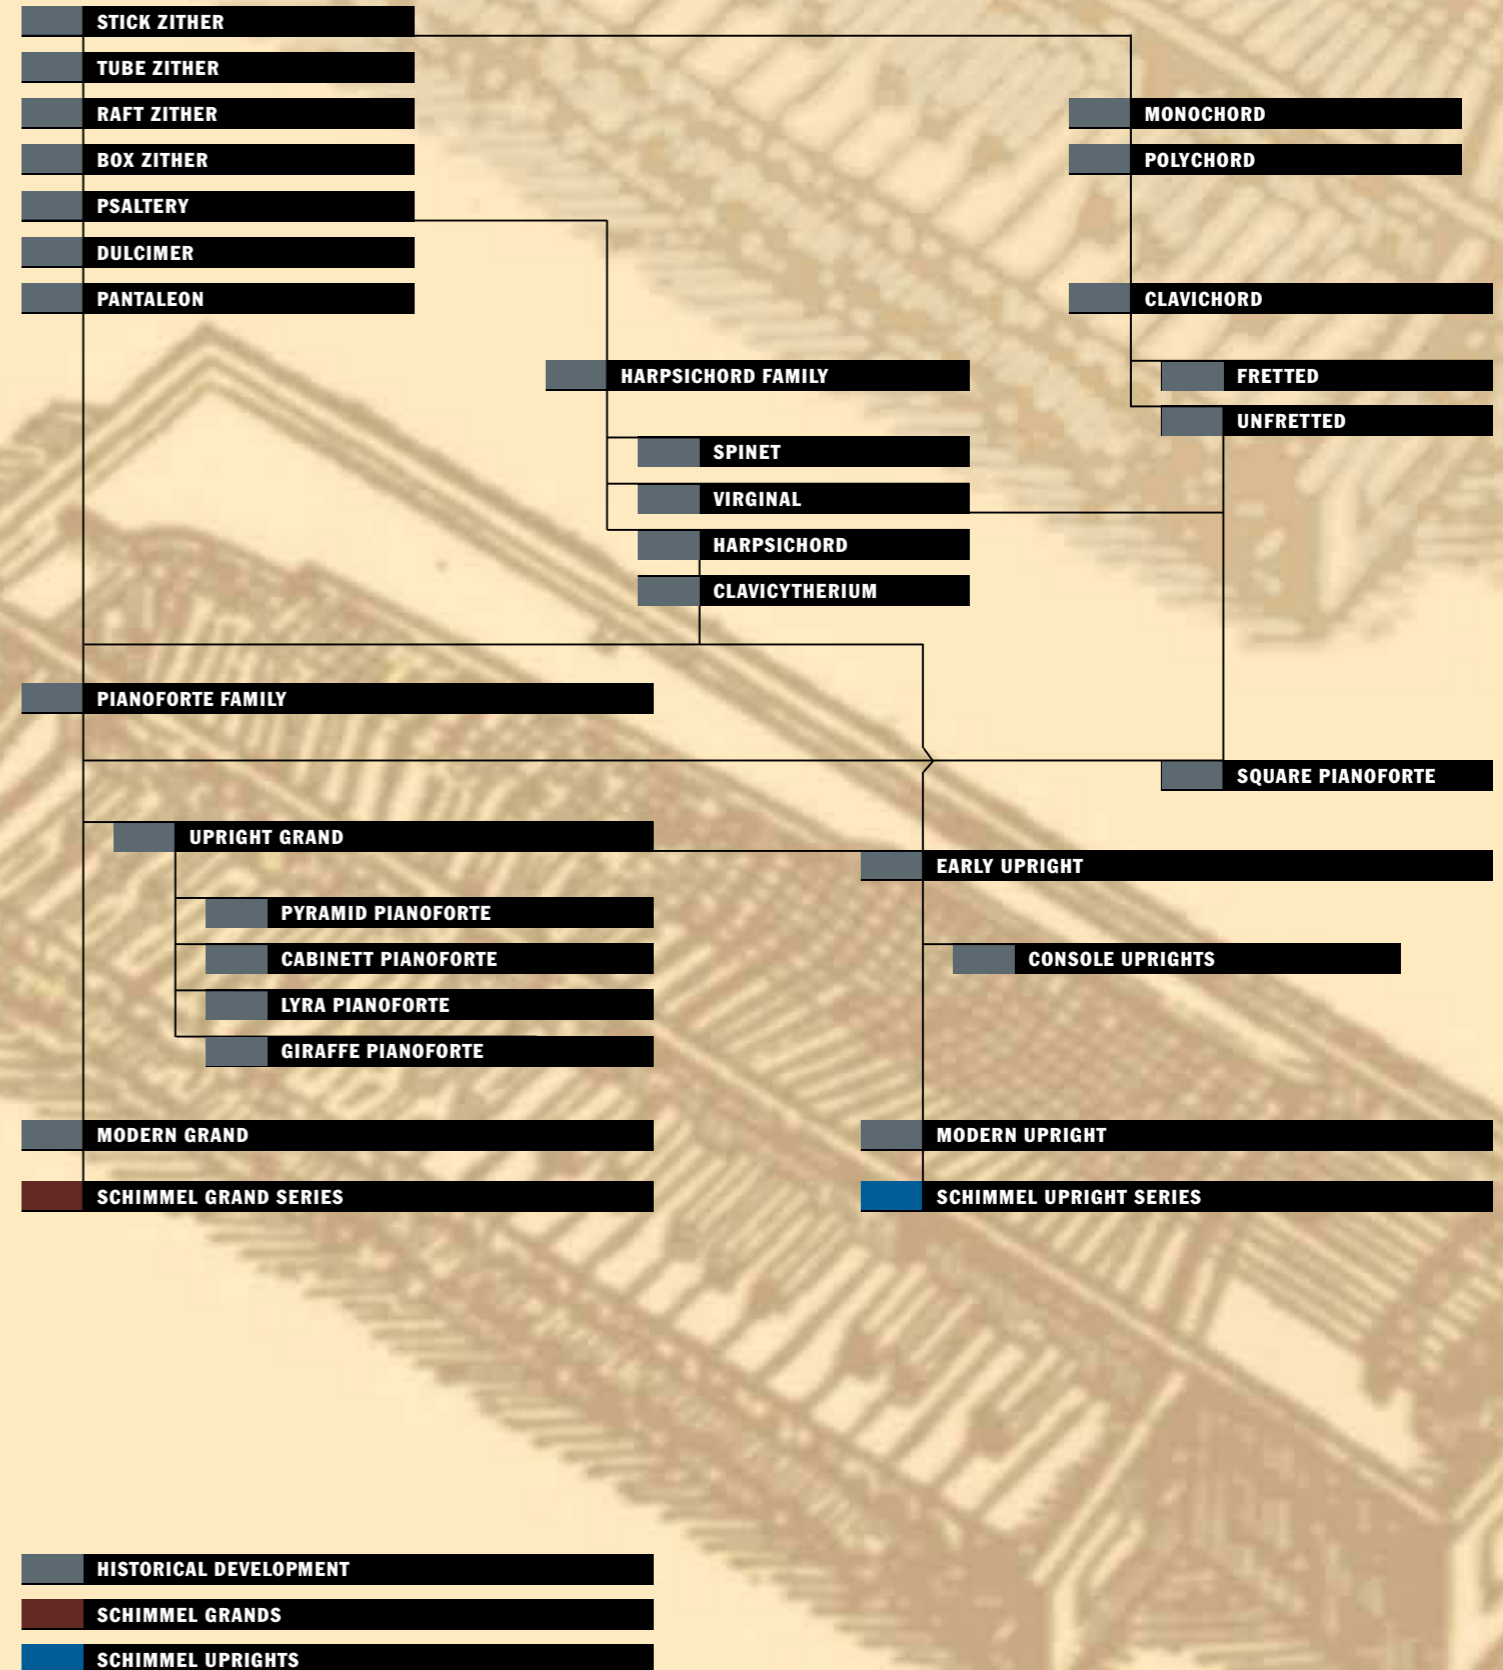 STICK ZITHER
TUBE ZITHER
RAFT ZITHER
BOX ZITHER
PSALTERY
DULCIMER
PANTALEON
MONOCHORD
POLYCHORD
CLAVICHORD
FRETTED
UNFRETTED
HARPSICHORD FAMILY
SPINET
VIRGINAL
HARPSICHORD
CLAVICYTHERIUM
PIANOFORTE FAMILY
SQUARE PIANOFORTE
UPRIGHT GRAND
EARLY UPRIGHT
PYRAMID PIANOFORTE
CABINETT PIANOFORTE
LYRA PIANOFORTE
GIRAFFE PIANOFORTE
CONSOLE UPRIGHTS
MODERN GRAND
MODERN UPRIGHT
SCHIMMEL GRAND SERIES
SCHIMMEL UPRIGHT SERIES
HISTORICAL DEVELOPMENT
SCHIMMEL GRANDS
SCHIMMEL UPRIGHTS